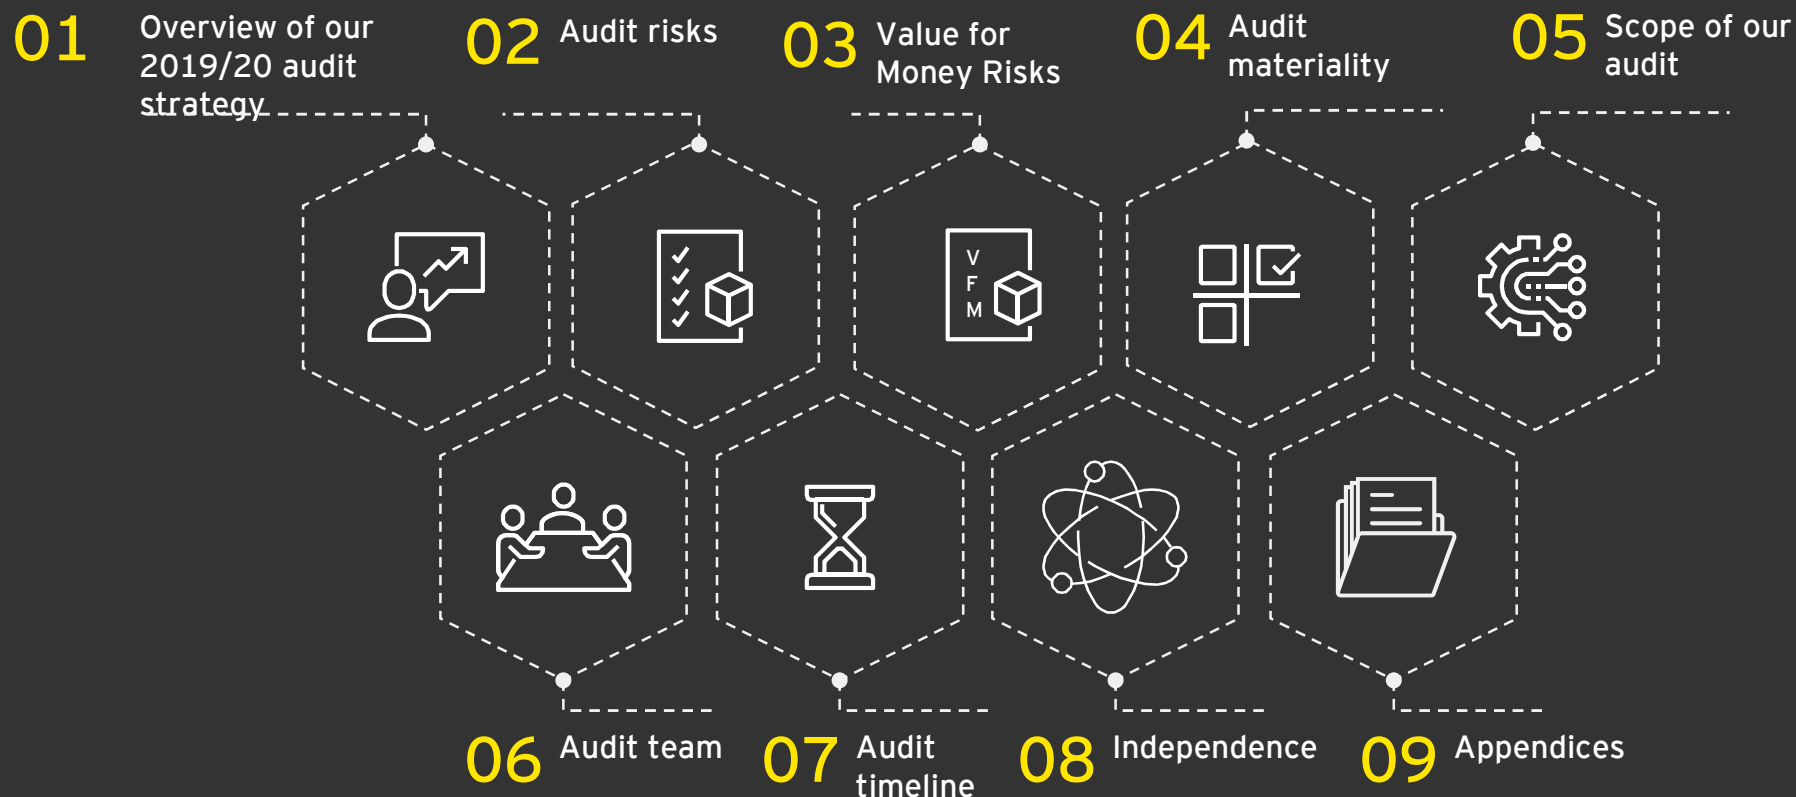 01 Overview of our
2019/20 audit
strategy
02 Audit risks
03 Value for
Money Risks
04 Audit
materiality
05 Scope of our
audit
V
F
M
06 Audit team
07 Audit
timeline
08 Independence
09 Appendices